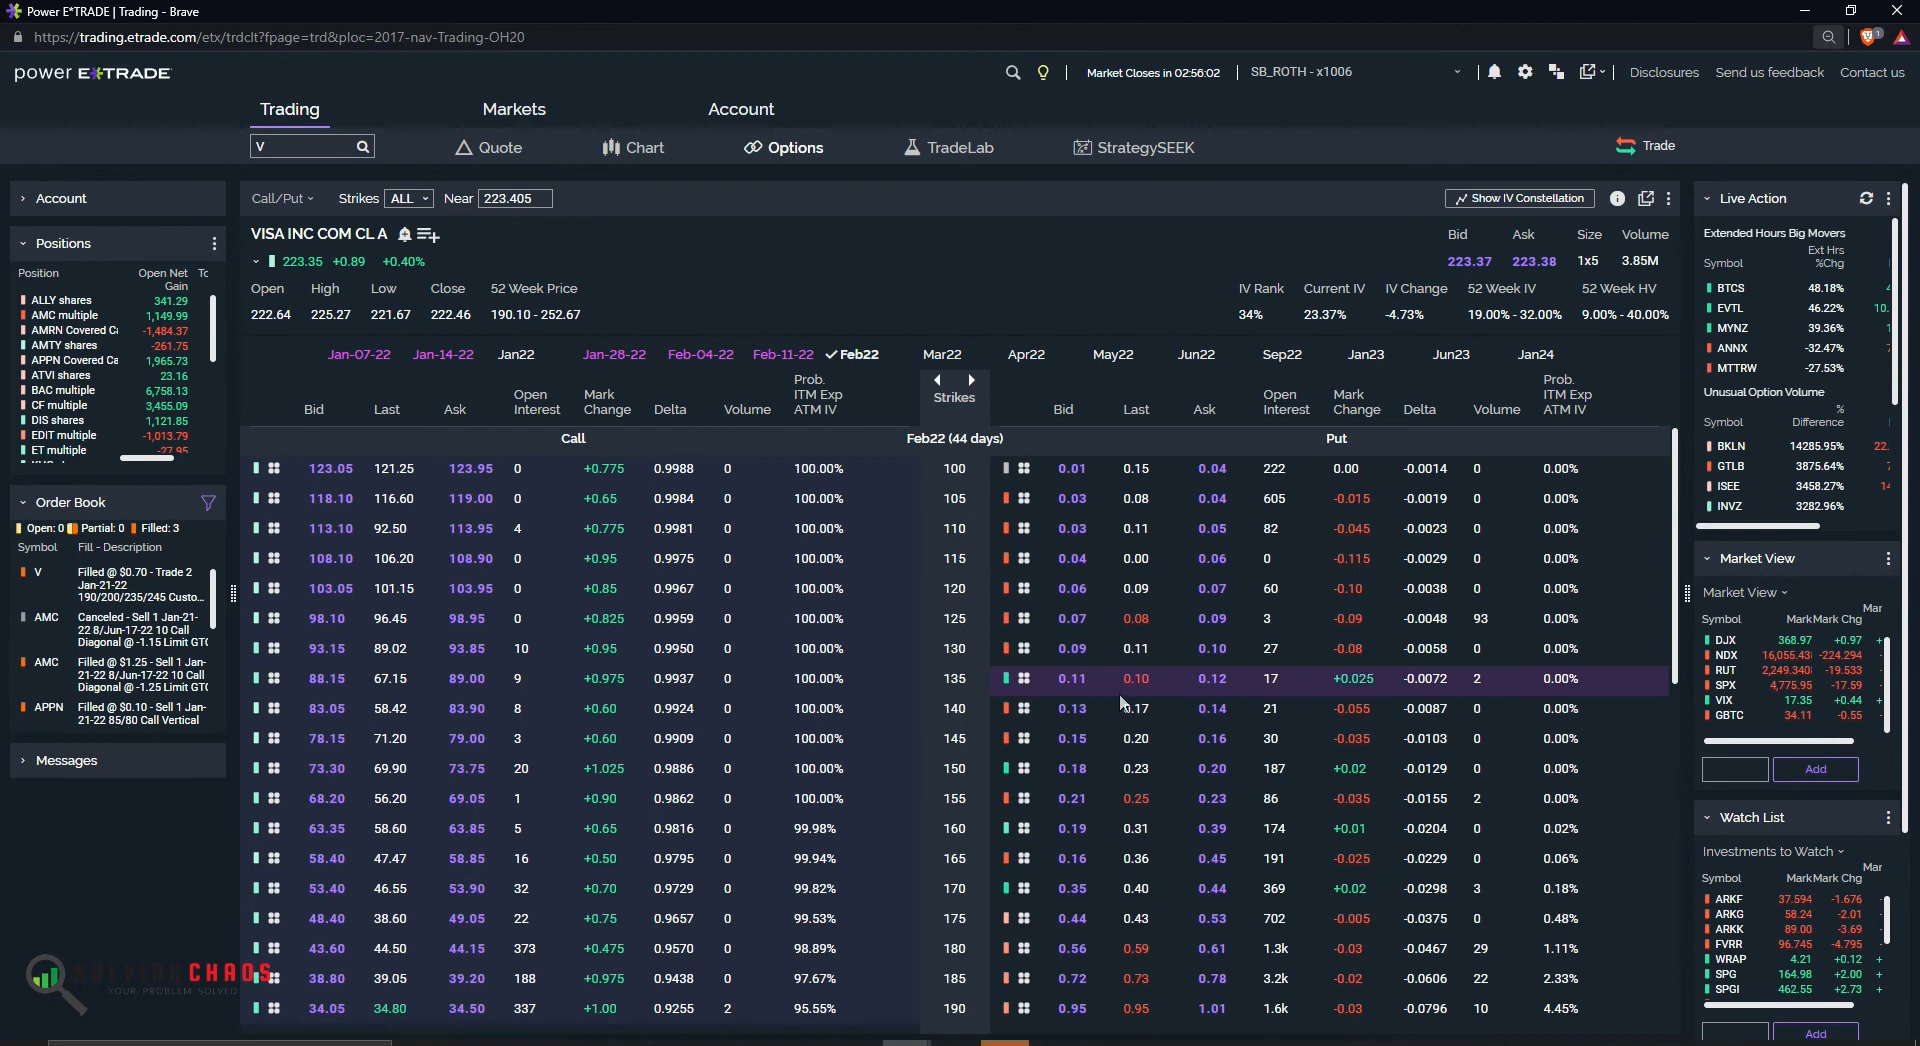 Power E*TRADE | Trading - Brave
https://trading.etrade.com/etx/trdclt?fpage=trd&ploc=2017-nav-Trading-OH20
power E*TRADE
Market Closes in 02:56:02
SB_ROTH - x1006
Disclosures Send us feedback Contact us
Trading Markets Account
V Quote Chart Options TradeLab StrategySEEK Trade
Account
Positions
Position Open Net Gain Tc
ALLY shares 341.29
AMC multiple 1,149.99
AMRN Covered Ca -1,484.37
AMTY shares -261.75
APPN Covered Ca 1,965.73
ATVI shares 23.16
BAC multiple 6,758.13
CF multiple 3,455.09
DIS shares 1,121.85
EDIT multiple -1,013.79
ET multiple -27.95
Order Book
Open: 0 Partial: 0 Filled: 3
Symbol Fill - Description
V Filled @ $0.70 - Trade 2
Jan-21-22
190/200/235/245 Custo...
AMC Canceled - Sell 1 Jan-21-
22 8/Jun-17-22 10 Call
Diagonal @ -1.15 Limit GTC
AMC Filled @ $1.25 - Sell 1 Jan-
21-22 8/Jun-17-22 10 Call
Diagonal @ -1.25 Limit GTC
APPN Filled @ $0.10 - Sell 1 Jan-
21-22 85/80 Call Vertical
Messages
CHAOS
YOUR PROBLEM SOLVED
Call/Put Strikes ALL Near 223.405
Show IV Constellation
VISA INC COM CL A
223.35 +0.89 +0.40%
Bid Ask Size Volume
223.37 223.38 1x5 3.85M
Open High Low Close 52 Week Price
222.64 225.27 221.67 222.46 190.10 - 252.67
IV Rank Current IV IV Change 52 Week IV 52 Week HV
34% 23.37% -4.73% 19.00% - 32.00% 9.00% - 40.00%
Jan-07-22 Jan-14-22 Jan22 Jan-28-22 Feb-04-22 Feb-11-22 Feb22 Mar22 Apr22 May22 Jun22 Sep22 Jan23 Jun23 Jan24
Bid Last Ask Open Interest Mark Change Delta Volume Prob. ITM Exp ATM IV Strikes Bid Last Ask Open Interest Mark Change Delta Volume Prob. ITM Exp ATM IV
Call Feb22 (44 days) Put
123.05 121.25 123.95 0 +0.775 0.9988 0 100.00% 100 0.01 0.15 0.04 222 0.00 -0.0014 0 0.00%
118.10 116.60 119.00 0 +0.65 0.9984 0 100.00% 105 0.03 0.08 0.04 605 -0.015 -0.0019 0 0.00%
113.10 92.50 113.95 4 +0.775 0.9981 0 100.00% 110 0.03 0.11 0.05 82 -0.045 -0.0023 0 0.00%
108.10 106.20 108.90 0 +0.95 0.9975 0 100.00% 115 0.04 0.00 0.06 0 -0.115 -0.0029 0 0.00%
103.05 101.15 103.95 0 +0.85 0.9967 0 100.00% 120 0.06 0.09 0.07 60 -0.10 -0.0038 0 0.00%
98.10 96.45 98.95 0 +0.825 0.9959 0 100.00% 125 0.07 0.08 0.09 3 -0.09 -0.0048 93 0.00%
93.15 89.02 93.85 10 +0.95 0.9950 0 100.00% 130 0.09 0.11 0.10 27 -0.08 -0.0058 0 0.00%
88.15 67.15 89.00 9 +0.975 0.9937 0 100.00% 135 0.11 0.10 0.12 17 +0.025 -0.0072 2 0.00%
83.05 58.42 83.90 8 +0.60 0.9924 0 100.00% 140 0.13 0.17 0.14 21 -0.055 -0.0087 0 0.00%
78.15 71.20 79.00 3 +0.60 0.9909 0 100.00% 145 0.15 0.20 0.16 30 -0.035 -0.0103 0 0.00%
73.30 69.90 73.75 20 +1.025 0.9886 0 100.00% 150 0.18 0.23 0.20 187 +0.02 -0.0129 0 0.00%
68.20 56.20 69.05 1 +0.90 0.9862 0 100.00% 155 0.21 0.25 0.23 86 -0.035 -0.0155 2 0.00%
63.35 58.60 63.85 5 +0.65 0.9816 0 99.98% 160 0.19 0.31 0.39 174 +0.01 -0.0204 0 0.02%
58.40 47.47 58.85 16 +0.50 0.9795 0 99.94% 165 0.16 0.36 0.45 191 -0.025 -0.0229 0 0.06%
53.40 46.55 53.90 32 +0.70 0.9729 0 99.82% 170 0.35 0.40 0.44 369 +0.02 -0.0298 3 0.18%
48.40 38.60 49.05 22 +0.75 0.9657 0 99.53% 175 0.44 0.43 0.53 702 -0.005 -0.0375 0 0.48%
43.60 44.50 44.15 373 +0.475 0.9570 0 98.89% 180 0.56 0.59 0.61 1.3k -0.03 -0.0467 29 1.11%
38.80 39.05 39.20 188 +0.975 0.9438 0 97.67% 185 0.72 0.73 0.78 3.2k -0.02 -0.0606 22 2.33%
34.05 34.80 34.50 337 +1.00 0.9255 2 95.55% 190 0.95 0.95 1.01 1.6k -0.03 -0.0796 10 4.45%
Live Action
Extended Hours Big Movers
Symbol Ext Hrs %Chg
BTCS 48.18%
EVTL 46.22% 10.
MYNZ 39.36%
ANNX -32.47%
MTTRW -27.53%
Unusual Option Volume
Symbol % Difference
BKLN 14285.95% 22.
GTLB 3875.64%
ISEE 3458.27% 14
INVZ 3282.96%
Market View
Market View
Symbol Mark Mark Chg Mar
DJX 368.97 +0.97 +
NDX 16,055.43 -224.294 -
RUT 2,249.340 -19.533 -
SPX 4,775.95 -17.59 -
VIX 17.35 +0.44 +
GBTC 34.11 -0.55 -
Add
Watch List
Investments to Watch
Symbol Mark Mark Chg Mar
ARKF 37.594 -1.676 -
ARKG 58.24 -2.01 -
ARKK 89.00 -3.69 -
FVRR 96.745 -4.795 -
WRAP 4.21 +0.12 +
SPG 164.98 +2.00 +
SPGI 462.55 +2.73 +
Add